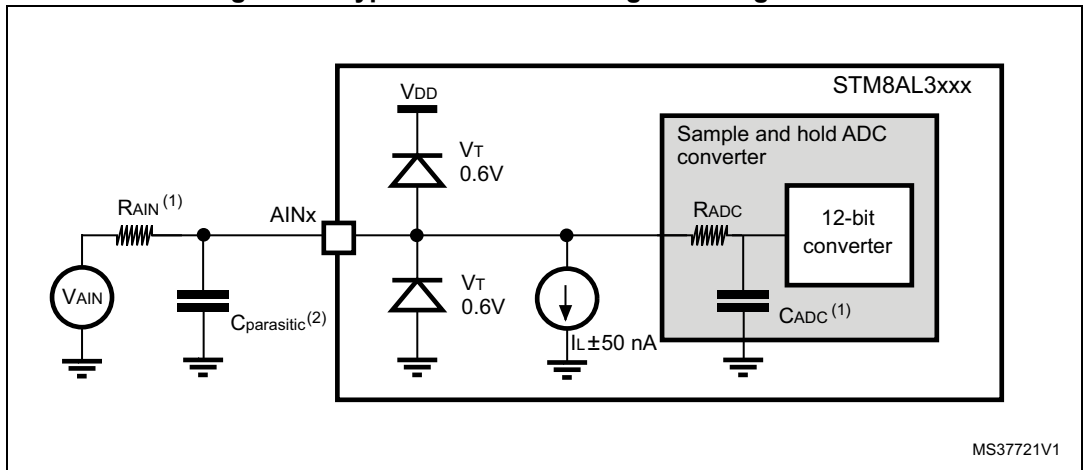 STM8AL3xxx
VDD
Sample and hold ADC
converter
VT
0.6V
RAIN (1)
AINx
RADC
12-bit
converter
VAIN
Cparasitic(2)
VT
0.6V
IL±50 nA
CADC (1)
MS37721V1